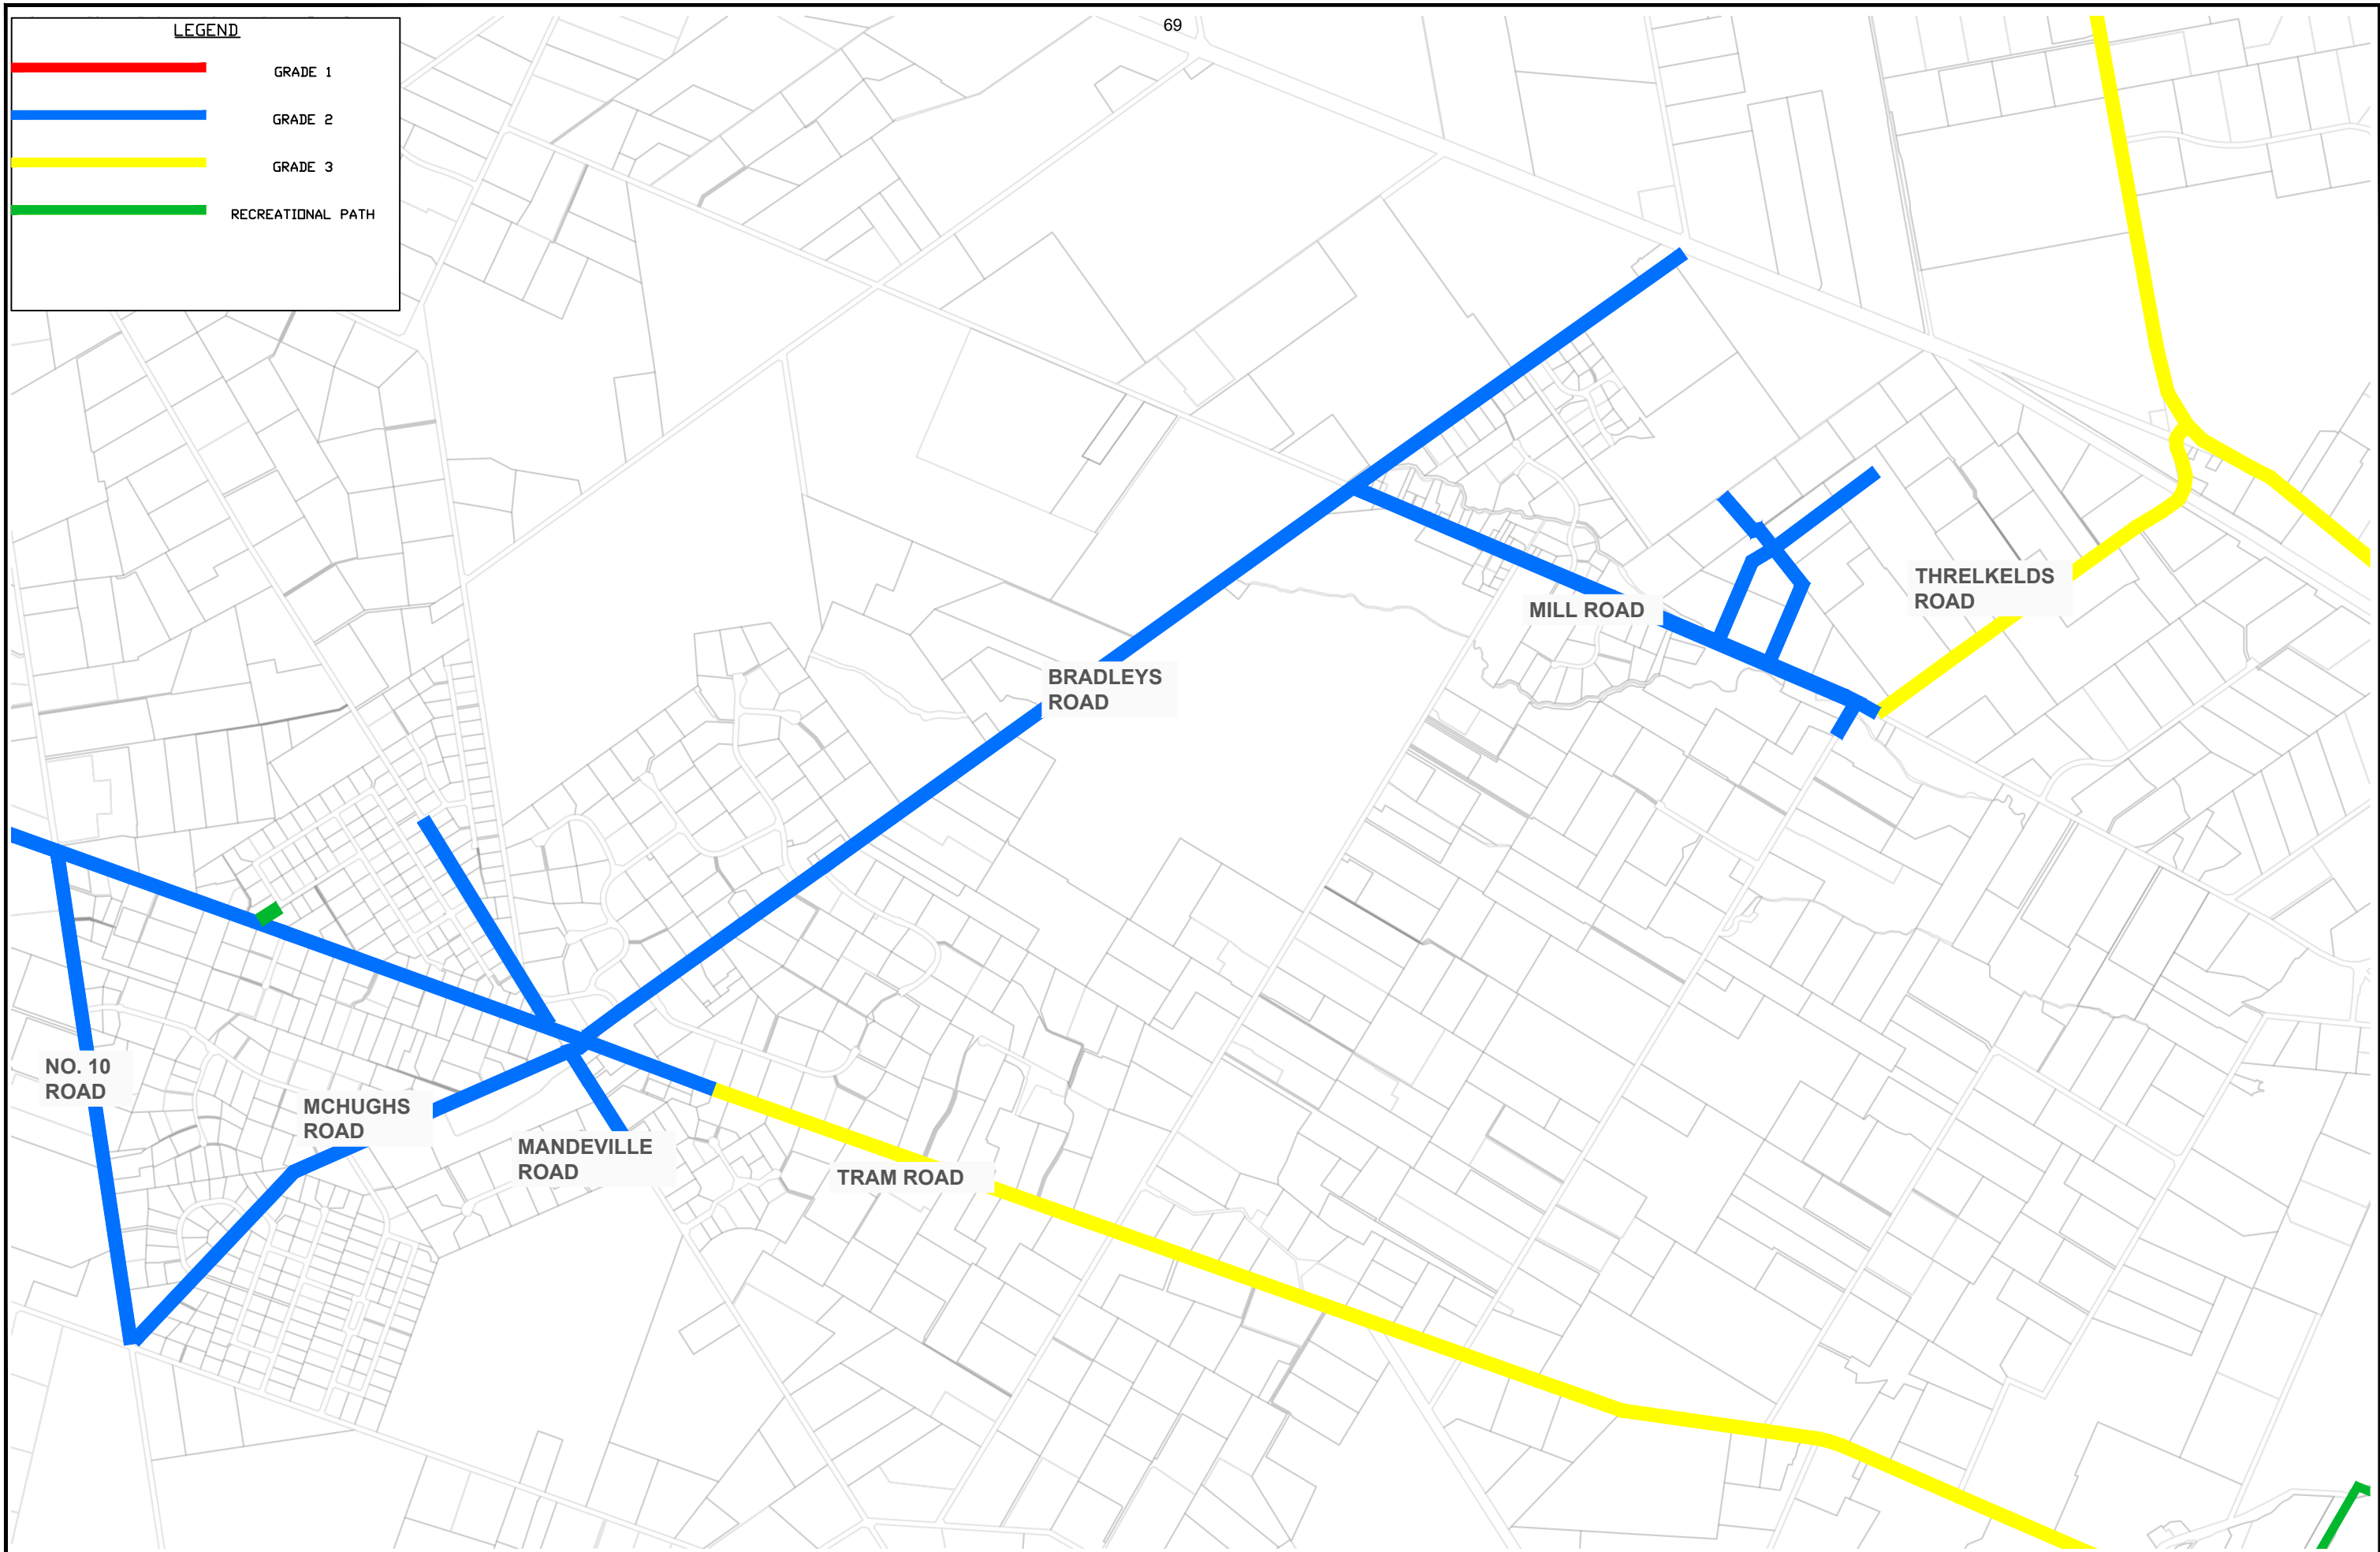 LEGEND
69
GRADE 1
GRADE 2
GRADE 3
RECREATIONAL PATH
THRELKELDS
ROAD
MILL ROAD
BRADLEYS
ROAD
NO. 10
ROAD
MCHUGHS
ROAD
MANDEVILLE
ROAD
TRAM ROAD